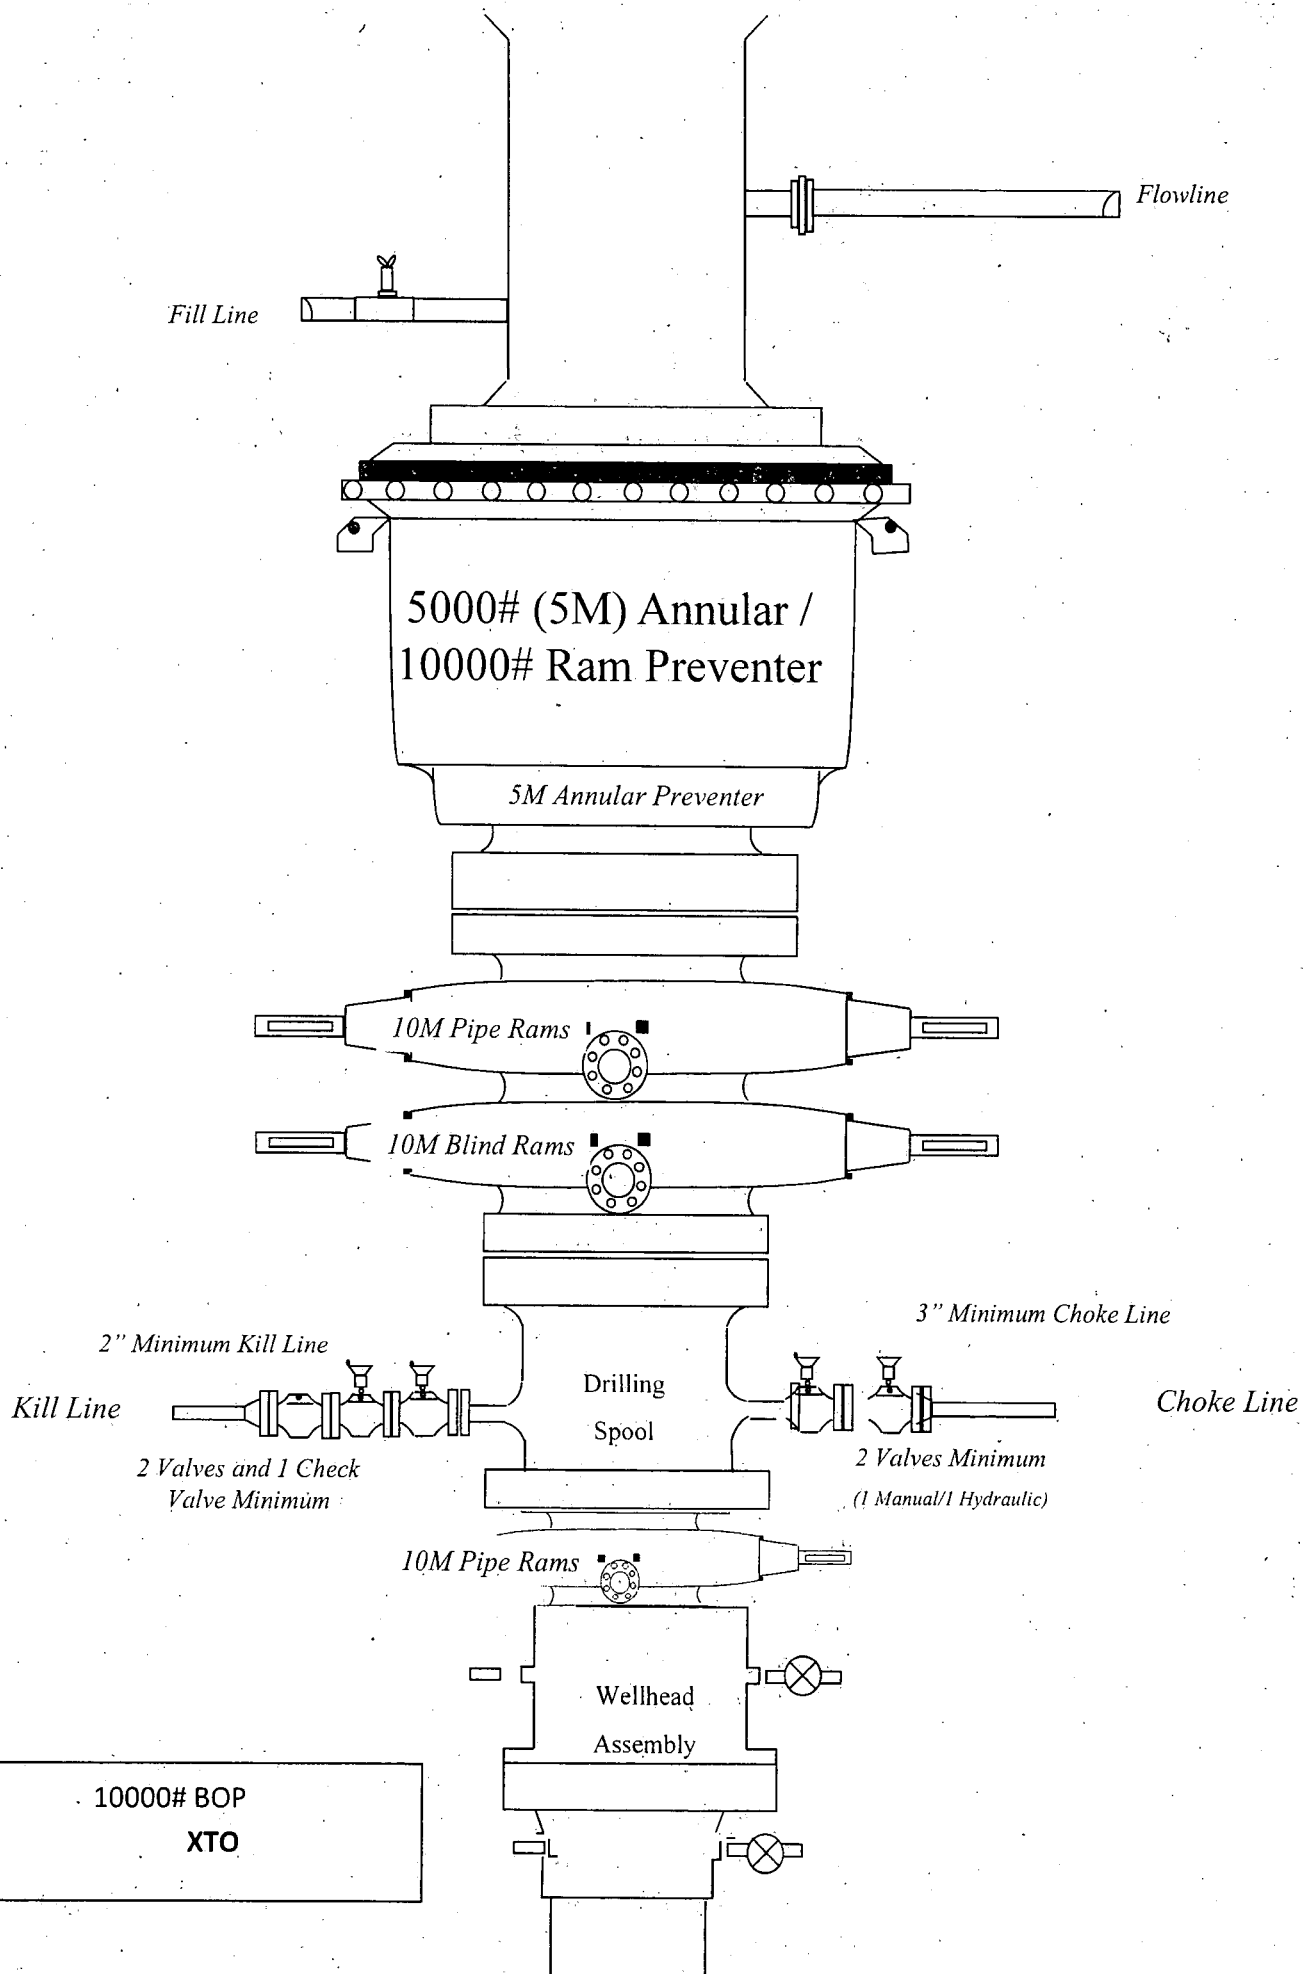 Flowline
Fill Line
5000# (5M) Annular /
10000# Ram Preventer
5M Annular Preventer
10M Pipe Rams
10M Blind Rams
3” Minimum Choke Line
2” Minimum Kill Line
Drilling
Spool
Kill Line
Choke Line
2 Valves and 1 Check
Valve Minimum
2 Valves Minimum
(1 Manual/1 Hydraulic)
10M Pipe Rams
Wellhead
Assembly
10000# BOP
XTO